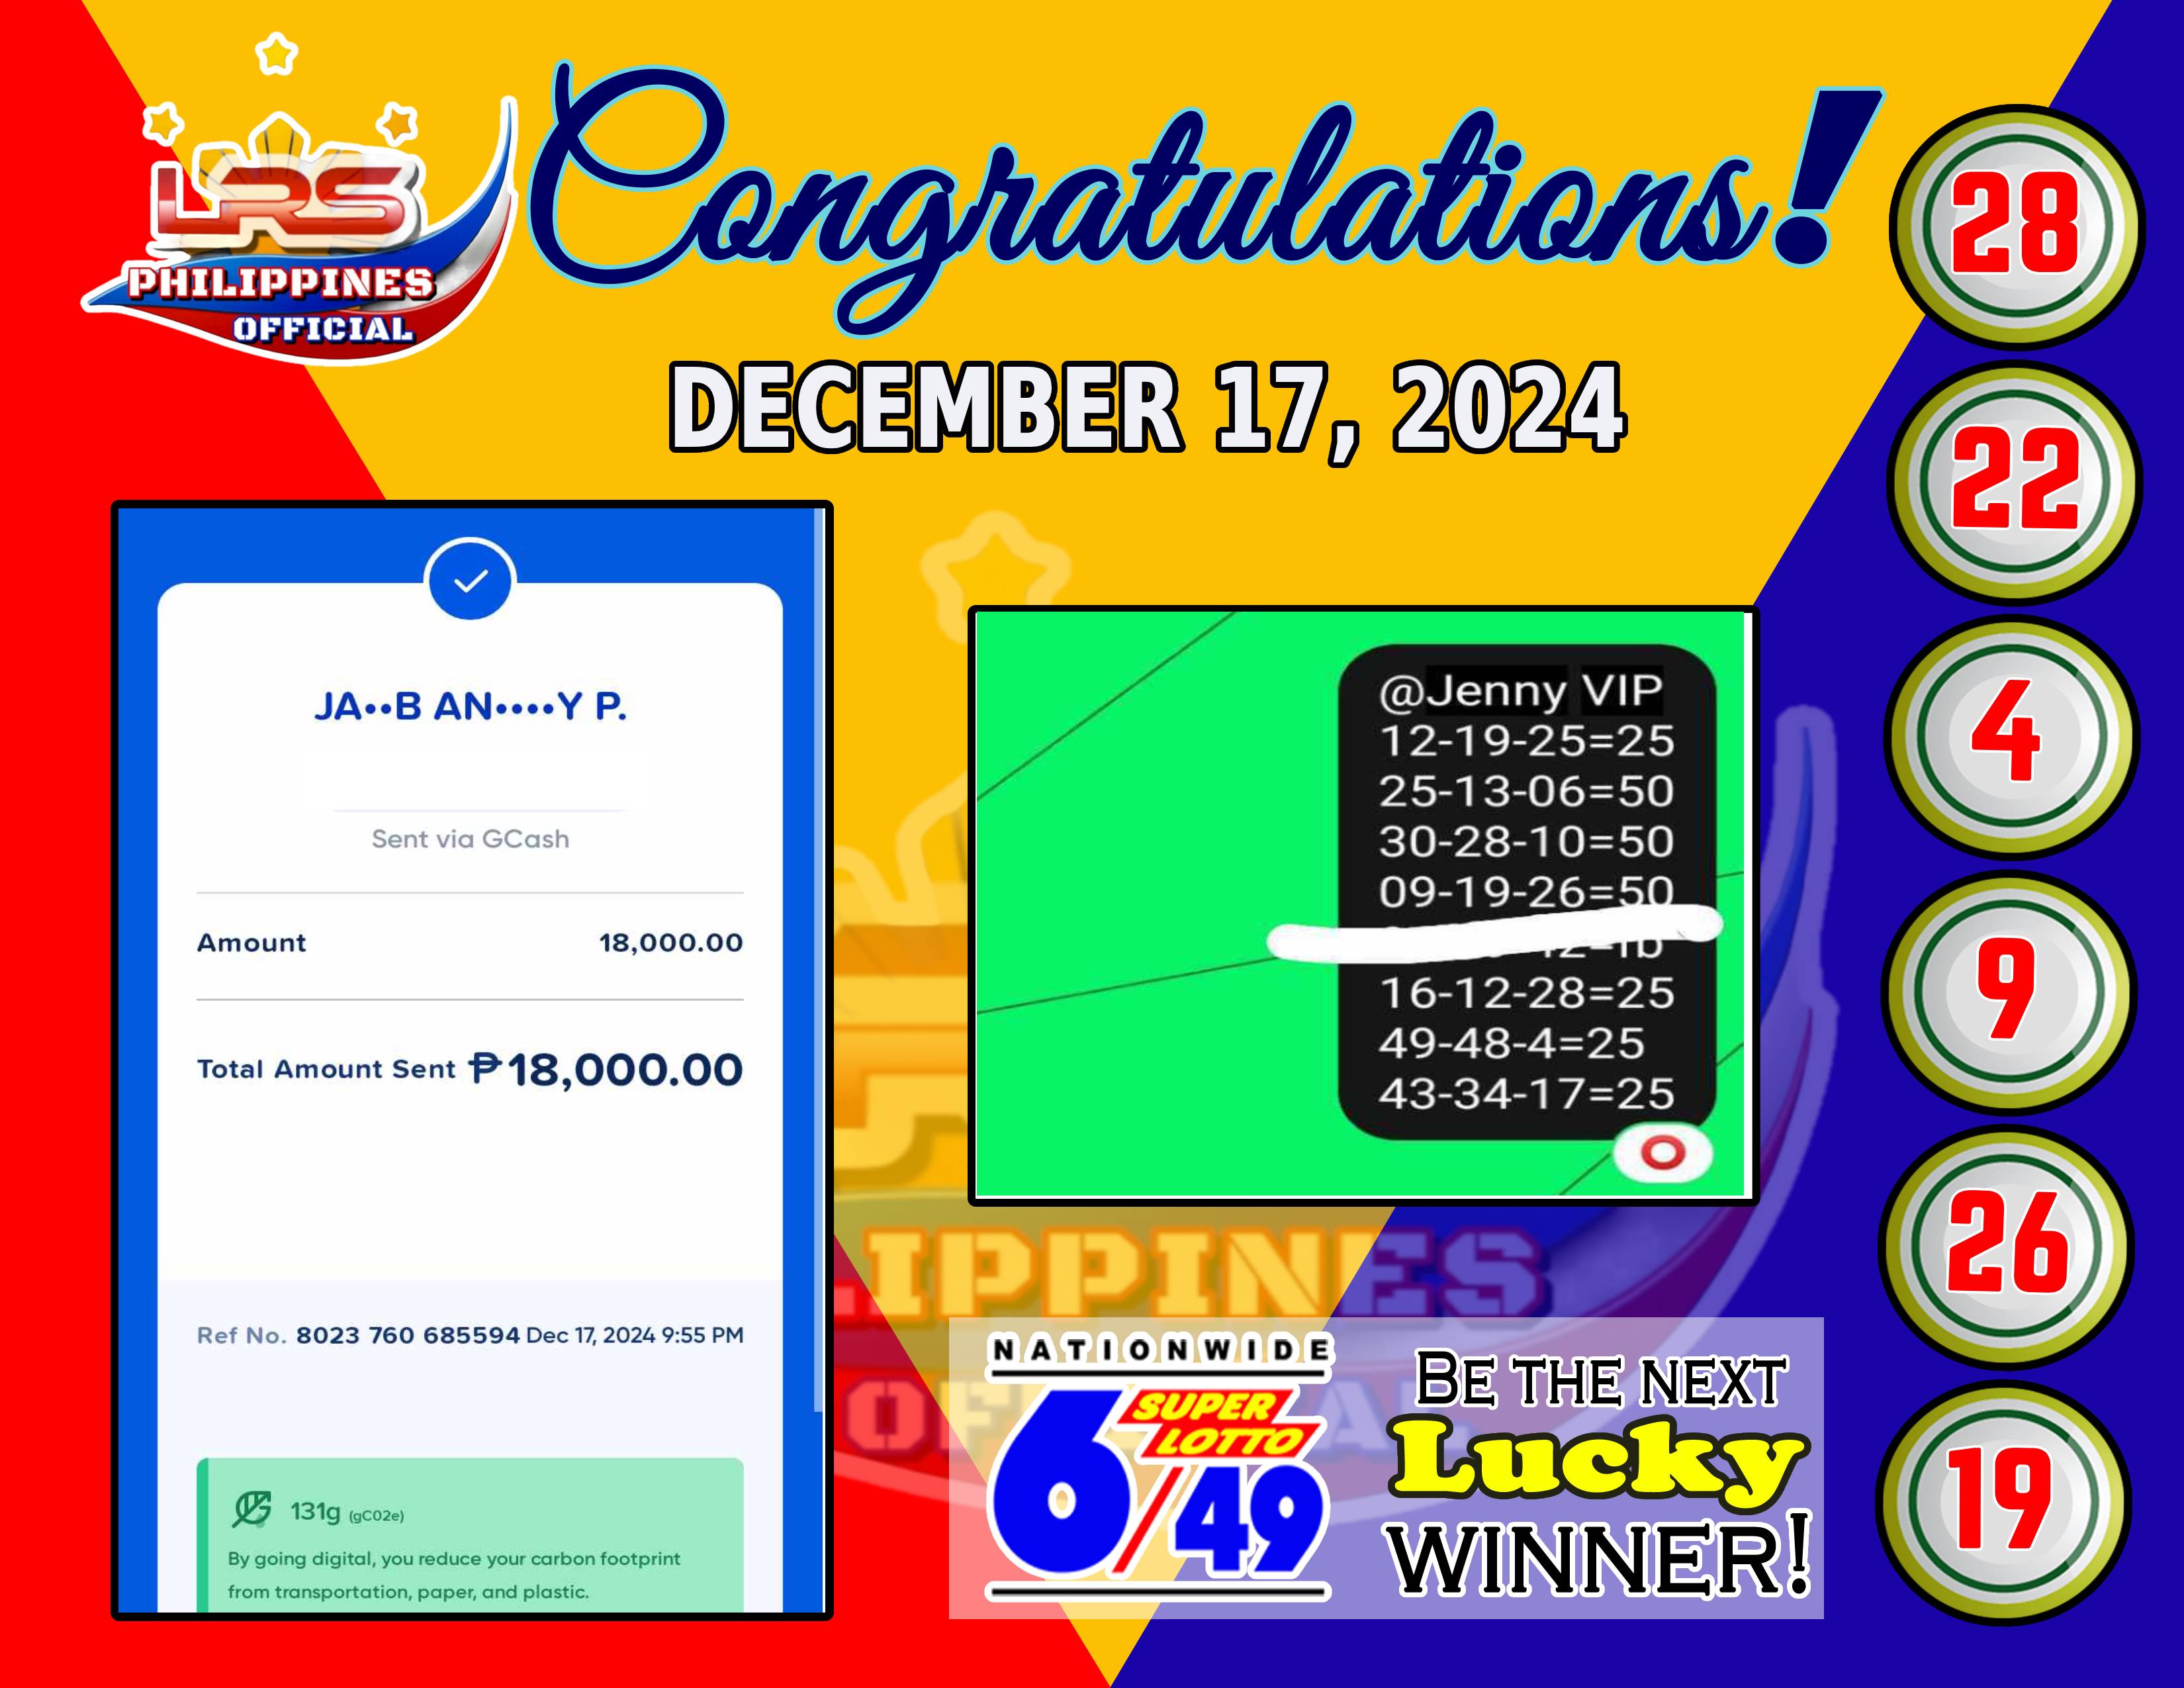 LRS
PHILIPPINES
OFFICIAL
Congratulations!
DECEMBER 17, 2024
JA••B AN••••Y P.
Sent via GCash
Amount 18,000.00
Total Amount Sent ₱18,000.00
Ref No. 8023 760 685594 Dec 17, 2024 9:55 PM
131g (gCO2e)
By going digital, you reduce your carbon footprint
from transportation, paper, and plastic.
@Jenny VIP
12-19-25=25
25-13-06=50
30-28-10=50
09-19-26=50
16-12-28=25
49-48-4=25
43-34-17=25
NATIONWIDE
SUPER
LOTTO
6/49
BE THE NEXT
Lucky
WINNER!
28
22
4
9
26
19